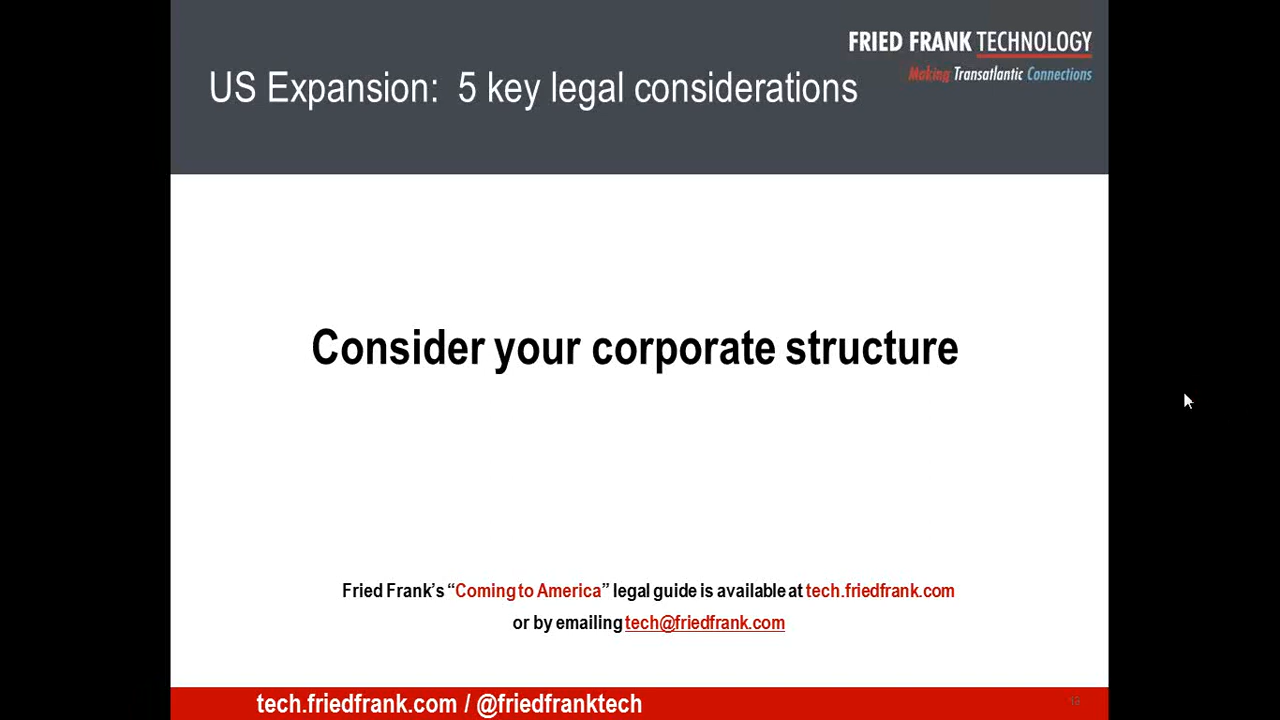 FRIED FRANK TECHNOLOGY
Making Transatlantic Connections
US Expansion: 5 key legal considerations
Consider your corporate structure
Fried Frank’s “Coming to America” legal guide is available at tech.friedfrank.com
or by emailing tech@friedfrank.com
tech.friedfrank.com / @friedfranktech